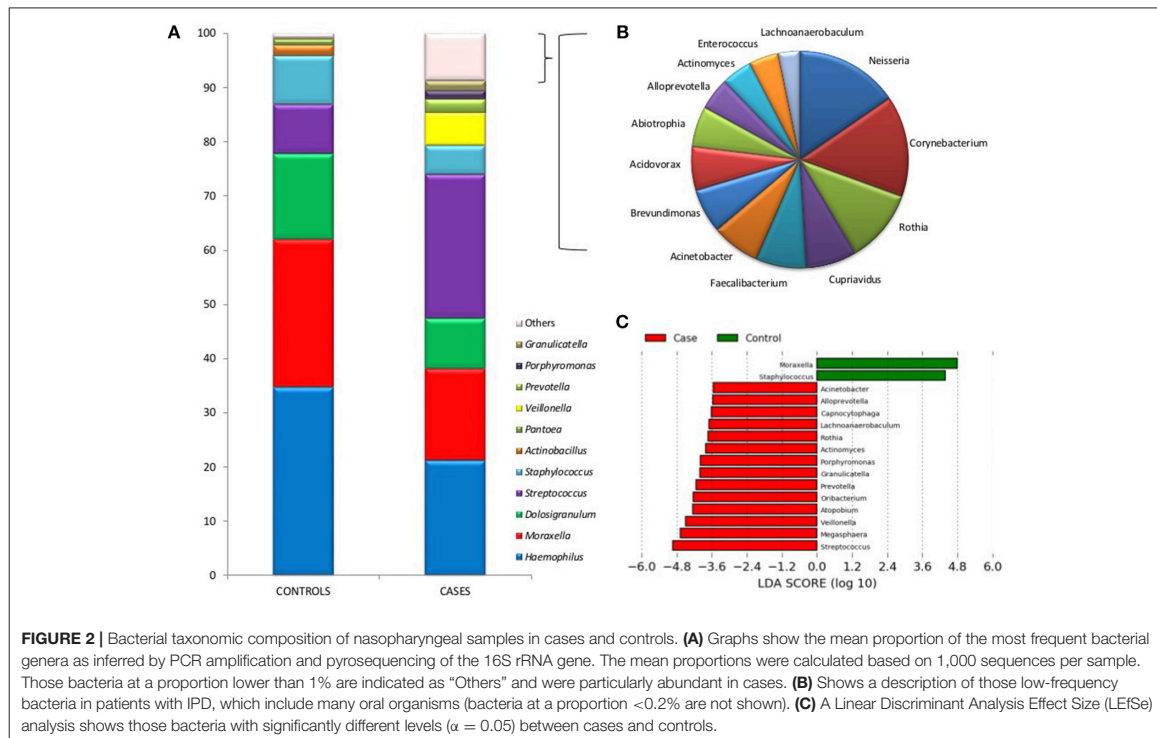 A
100
90
80
70
60
50
40
30
20
10
0
CONTROLS
CASES
Others
Granulicatella
Porphyromonas
Prevotella
Veillonella
Pantoea
Actinobacillus
Staphylococcus
Streptococcus
Dolosigranulum
Moraxella
Haemophilus
B
Lachnoanaerobaculum
Enterococcus
Actinomyces
Alloprevotella
Abiotrophia
Acidovorax
Brevundimonas
Acinetobacter
Faecalibacterium
Cupriavidus
Rothia
Corynebacterium
Neisseria
C
Case
Control
Moraxella
Staphylococcus
Acinetobacter
Alloprevotella
Capnocytophaga
Lachnoanaerobaculum
Rothia
Actinomyces
Porphyromonas
Granulicatella
Prevotella
Oribacterium
Atopobium
Veillonella
Megasphaera
Streptococcus
−6.0 −4.8 −3.6 −2.4 −1.2 0.0 1.2 2.4 3.6 4.8 6.0
LDA SCORE (log 10)
FIGURE 2 | Bacterial taxonomic composition of nasopharyngeal samples in cases and controls. (A) Graphs show the mean proportion of the most frequent bacterial
genera as inferred by PCR amplification and pyrosequencing of the 16S rRNA gene. The mean proportions were calculated based on 1,000 sequences per sample.
Those bacteria at a proportion lower than 1% are indicated as “Others” and were particularly abundant in cases. (B) Shows a description of those low-frequency
bacteria in patients with IPD, which include many oral organisms (bacteria at a proportion <0.2% are not shown). (C) A Linear Discriminant Analysis Effect Size (LEfSe)
analysis shows those bacteria with significantly different levels (α = 0.05) between cases and controls.